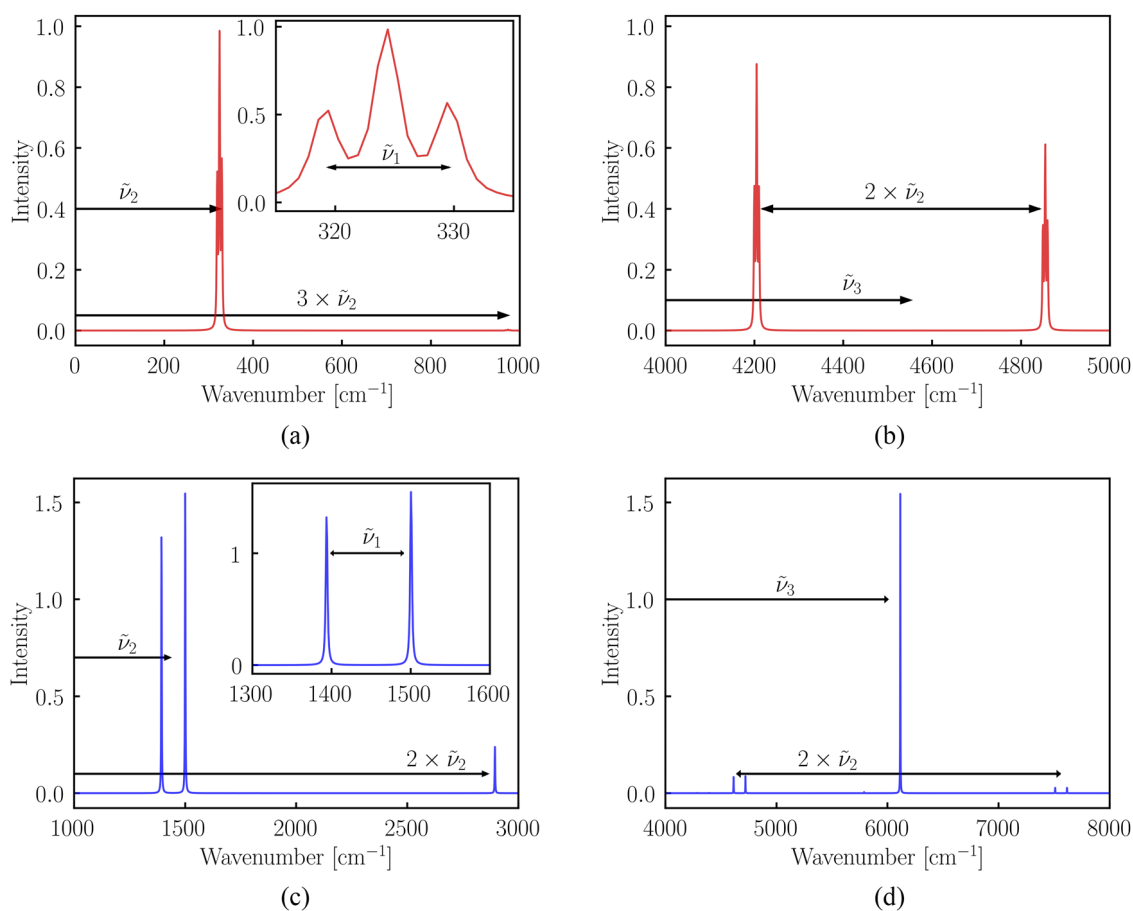 1.0
0.8
0.6
0.4
0.2
0.0
Intensity
ν̃₂
3 × ν̃₂
1.0
0.5
0.0
ν̃₁
320 330
0 200 400 600 800 1000
Wavenumber [cm⁻¹]
(a)
1.0
0.8
0.6
0.4
0.2
0.0
Intensity
2 × ν̃₂
ν̃₃
4000 4200 4400 4600 4800 5000
Wavenumber [cm⁻¹]
(b)
1.5
1.0
0.5
0.0
Intensity
ν̃₂
2 × ν̃₂
1
0
ν̃₁
1300 1400 1500 1600
1000 1500 2000 2500 3000
Wavenumber [cm⁻¹]
(c)
1.5
1.0
0.5
0.0
Intensity
ν̃₃
2 × ν̃₂
4000 5000 6000 7000 8000
Wavenumber [cm⁻¹]
(d)